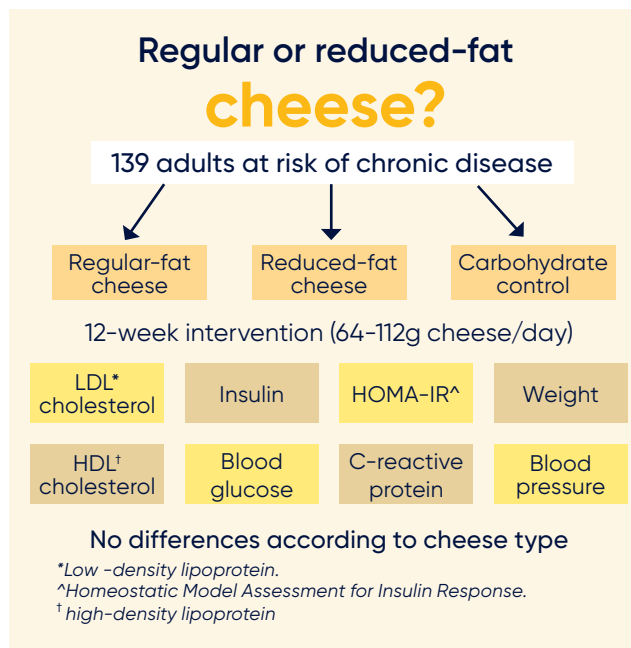 Regular or reduced-fat
cheese?
139 adults at risk of chronic disease
Regular-fat
cheese
Reduced-fat
cheese
Carbohydrate
control
12-week intervention (64-112g cheese/day)
LDL*
cholesterol
Insulin
HOMA-IR^
Weight
HDL†
cholesterol
Blood
glucose
C-reactive
protein
Blood
pressure
No differences according to cheese type
*Low -density lipoprotein.
^Homeostatic Model Assessment for Insulin Response.
† high-density lipoprotein